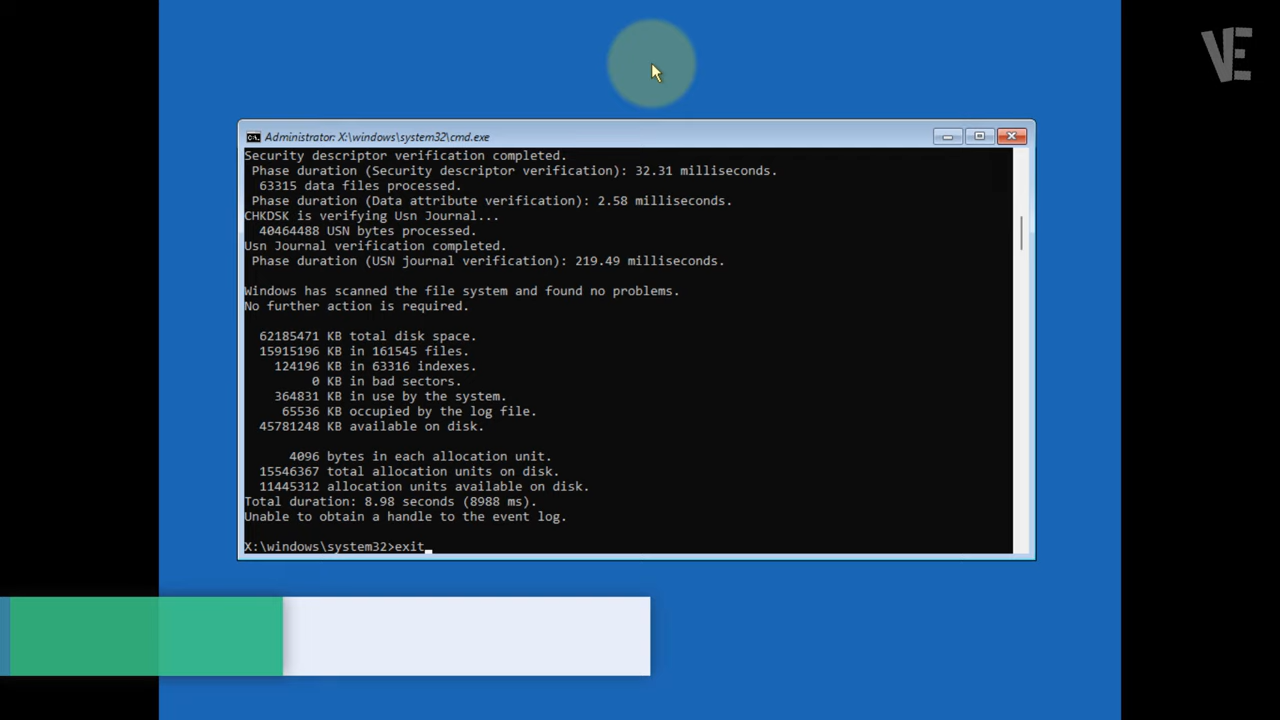 VE
Administrator: X:\windows\system32\cmd.exe
Security descriptor verification completed.
Phase duration (Security descriptor verification): 32.31 milliseconds.
63315 data files processed.
Phase duration (Data attribute verification): 2.58 milliseconds.
CHKDSK is verifying Usn Journal...
40464488 USN bytes processed.
Usn Journal verification completed.
Phase duration (USN journal verification): 219.49 milliseconds.
Windows has scanned the file system and found no problems.
No further action is required.
62185471 KB total disk space.
15915196 KB in 161545 files.
124196 KB in 63316 indexes.
0 KB in bad sectors.
364831 KB in use by the system.
65536 KB occupied by the log file.
45781248 KB available on disk.
4096 bytes in each allocation unit.
15546367 total allocation units on disk.
11445312 allocation units available on disk.
Total duration: 8.98 seconds (8988 ms).
Unable to obtain a handle to the event log.
X:\windows\system32>exit